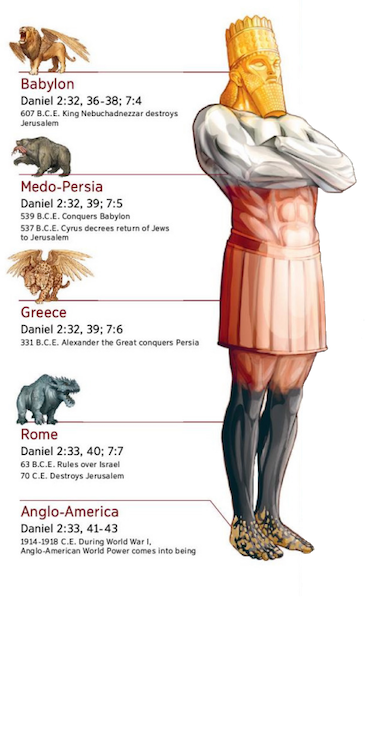 Babylon
Daniel 2:32, 36-38; 7:4
607 B.C.E. King Nebuchadnezzar destroys
Jerusalem
Medo-Persia
Daniel 2:32, 39; 7:5
539 B.C.E. Conquers Babylon
537 B.C.E. Cyrus decrees return of Jews
to Jerusalem
Greece
Daniel 2:32, 39; 7:6
331 B.C.E. Alexander the Great conquers Persia
Rome
Daniel 2:33, 40; 7:7
63 B.C.E. Rules over Israel
70 C.E. Destroys Jerusalem
Anglo-America
Daniel 2:33, 41-43
1914-1918 C.E. During World War I,
Anglo-American World Power comes into being